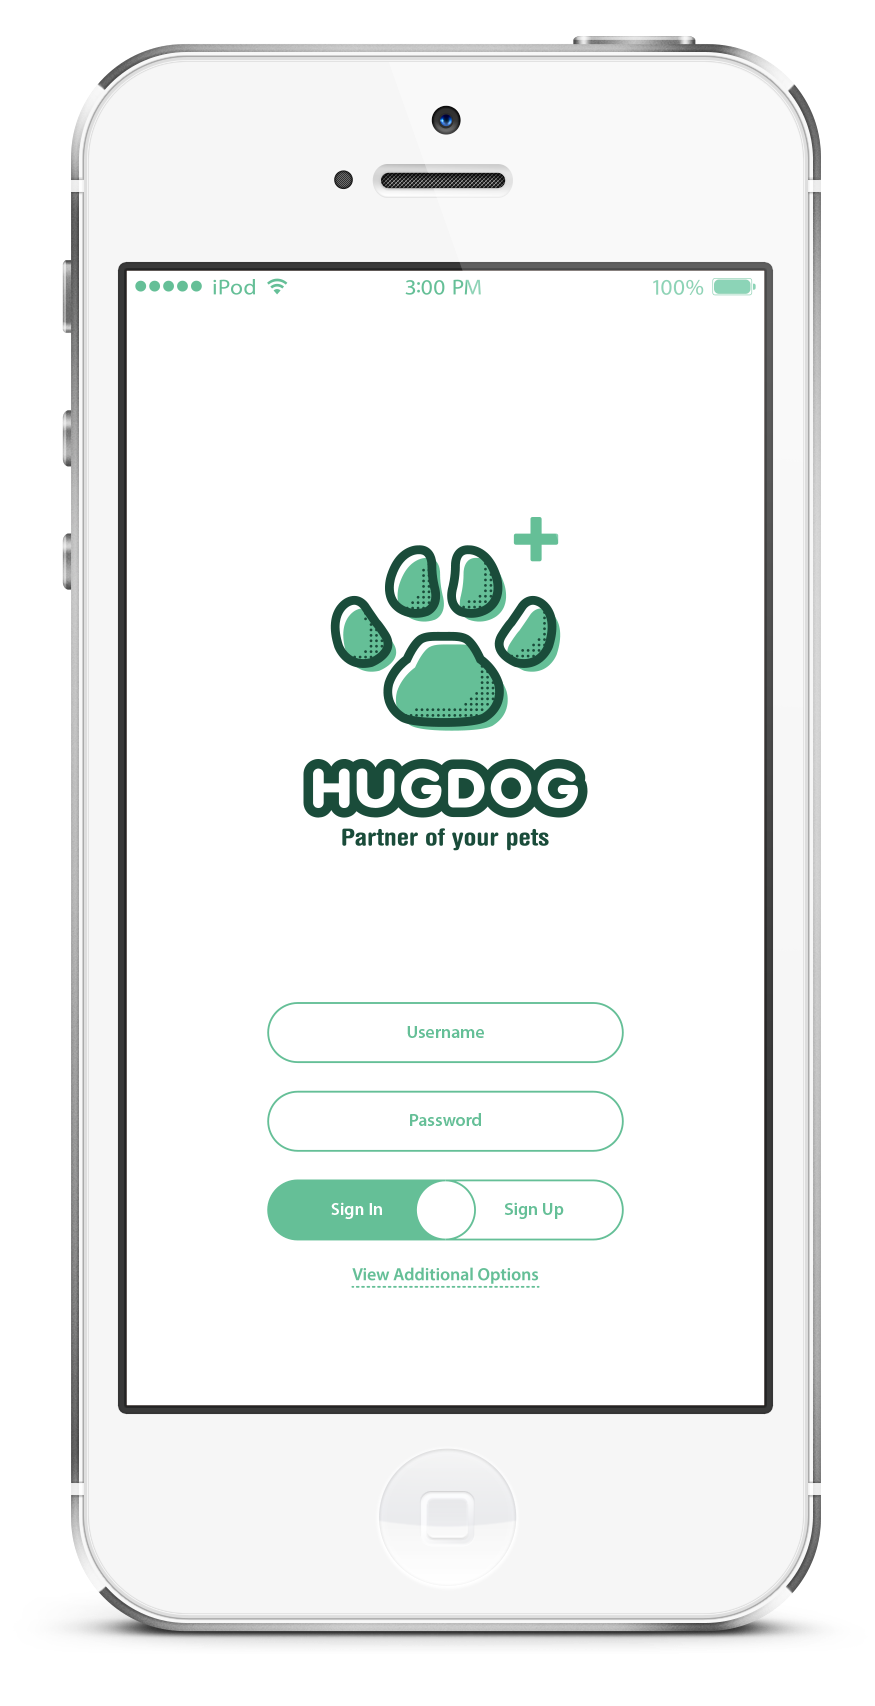 iPod 3:00 PM 100%
HUGDOG
Partner of your pets
Username
Password
Sign In Sign Up
View Additional Options